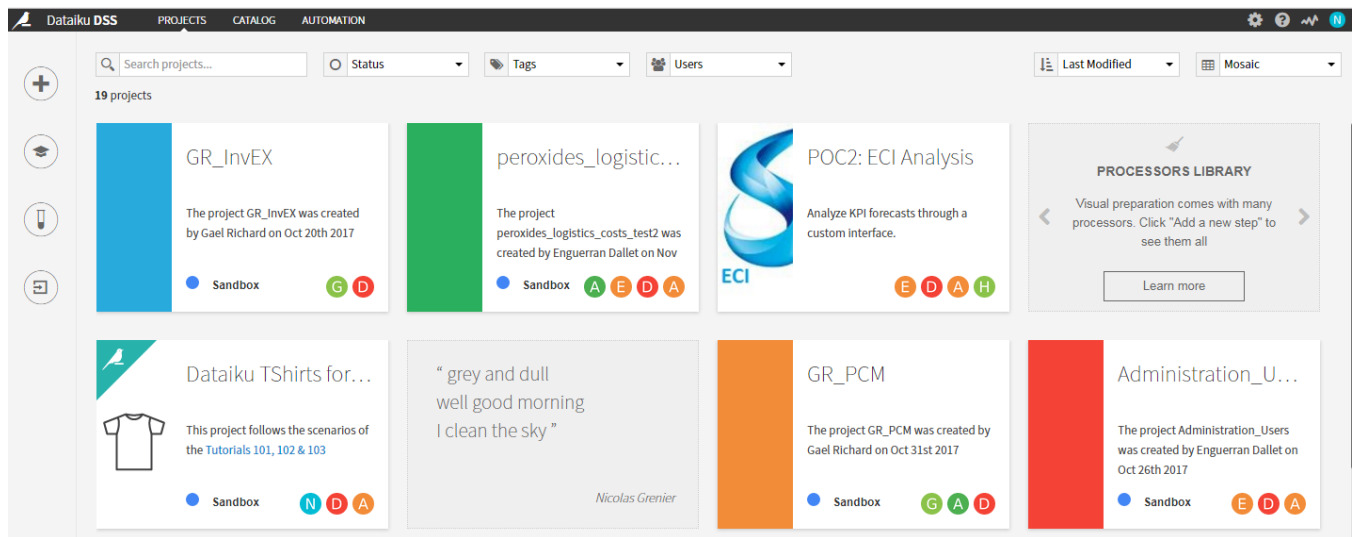 Dataiku DSS PROJECTS CATALOG AUTOMATION N
Search projects... Status Tags Users Last Modified Mosaic
19 projects
GR_InvEX
The project GR_InvEX was created
by Gael Richard on Oct 20th 2017
Sandbox G D
peroxides_logistic...
The project
peroxides_logistics_costs_test2 was
created by Enguerran Dallet on Nov
Sandbox A E D A
ECI
POC2: ECI Analysis
Analyze KPI forecasts through a
custom interface.
E D A H
PROCESSORS LIBRARY
Visual preparation comes with many
processors. Click "Add a new step" to
see them all
Learn more
Dataiku TShirts for...
This project follows the scenarios of
the Tutorials 101, 102 & 103
Sandbox N D A
“ grey and dull
well good morning
I clean the sky ”
Nicolas Grenier
GR_PCM
The project GR_PCM was created by
Gael Richard on Oct 31st 2017
Sandbox G A D
Administration_U...
The project Administration_Users
was created by Enguerran Dallet on
Oct 26th 2017
Sandbox E D A